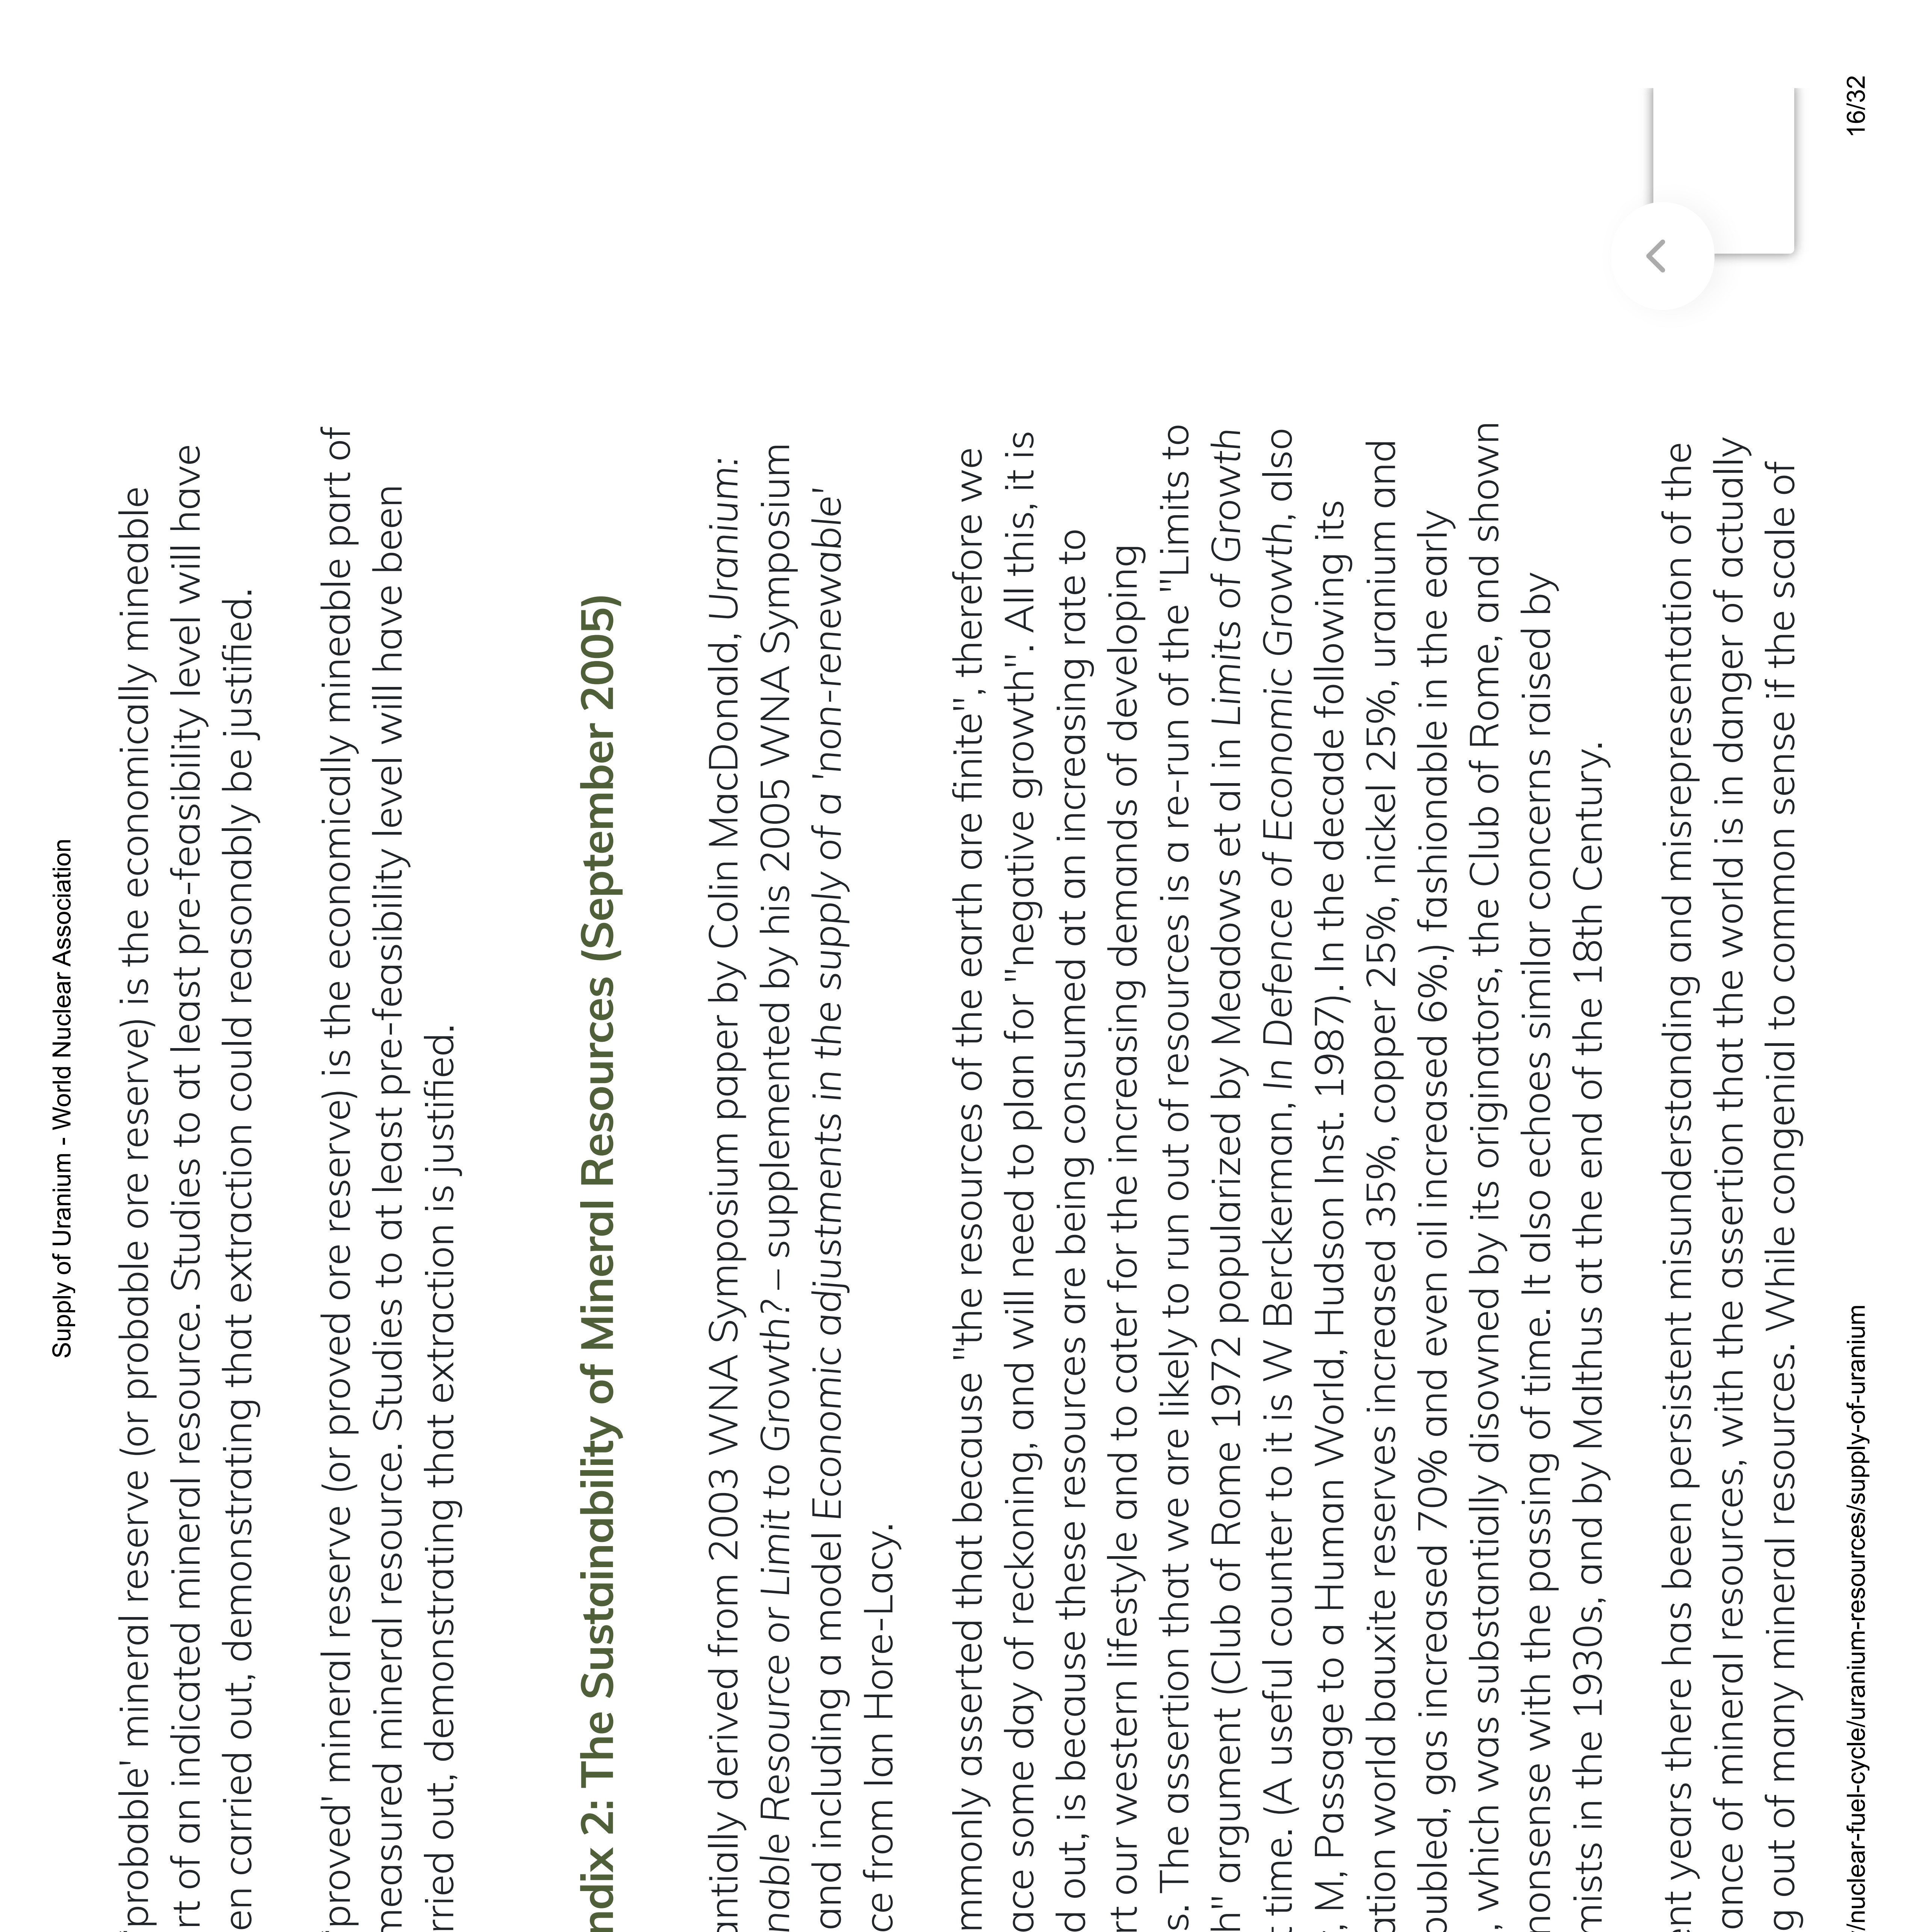 Supply of Uranium - World Nuclear Association
probable' mineral reserve (or probable ore reserve) is the economically mineable
rt of an indicated mineral resource. Studies to at least pre-feasibility level will have
en carried out, demonstrating that extraction could reasonably be justified.
proved' mineral reserve (or proved ore reserve) is the economically mineable part of
measured mineral resource. Studies to at least pre-feasibility level will have been
rried out, demonstrating that extraction is justified.
ndix 2: The Sustainability of Mineral Resources (September 2005)
antially derived from 2003 WNA Symposium paper by Colin MacDonald, Uranium:
nable Resource or Limit to Growth? – supplemented by his 2005 WNA Symposium
and including a model Economic adjustments in the supply of a 'non-renewable'
ce from Ian Hore-Lacy.
mmonly asserted that because "the resources of the earth are finite", therefore we
ace some day of reckoning, and will need to plan for "negative growth". All this, it is
d out, is because these resources are being consumed at an increasing rate to
rt our western lifestyle and to cater for the increasing demands of developing
s. The assertion that we are likely to run out of resources is a re-run of the "Limits to
h" argument (Club of Rome 1972 popularized by Meadows et al in Limits of Growth
t time. (A useful counter to it is W Berckerman, In Defence of Economic Growth, also
, M, Passage to a Human World, Hudson Inst. 1987). In the decade following its
ation world bauxite reserves increased 35%, copper 25%, nickel 25%, uranium and
oubled, gas increased 70% and even oil increased 6%.) fashionable in the early
, which was substantially disowned by its originators, the Club of Rome, and shown
nonsense with the passing of time. It also echoes similar concerns raised by
mists in the 1930s, and by Malthus at the end of the 18th Century.
ent years there has been persistent misunderstanding and misrepresentation of the
ance of mineral resources, with the assertion that the world is in danger of actually
g out of many mineral resources. While congenial to common sense if the scale of
/nuclear-fuel-cycle/uranium-resources/supply-of-uranium
16/32